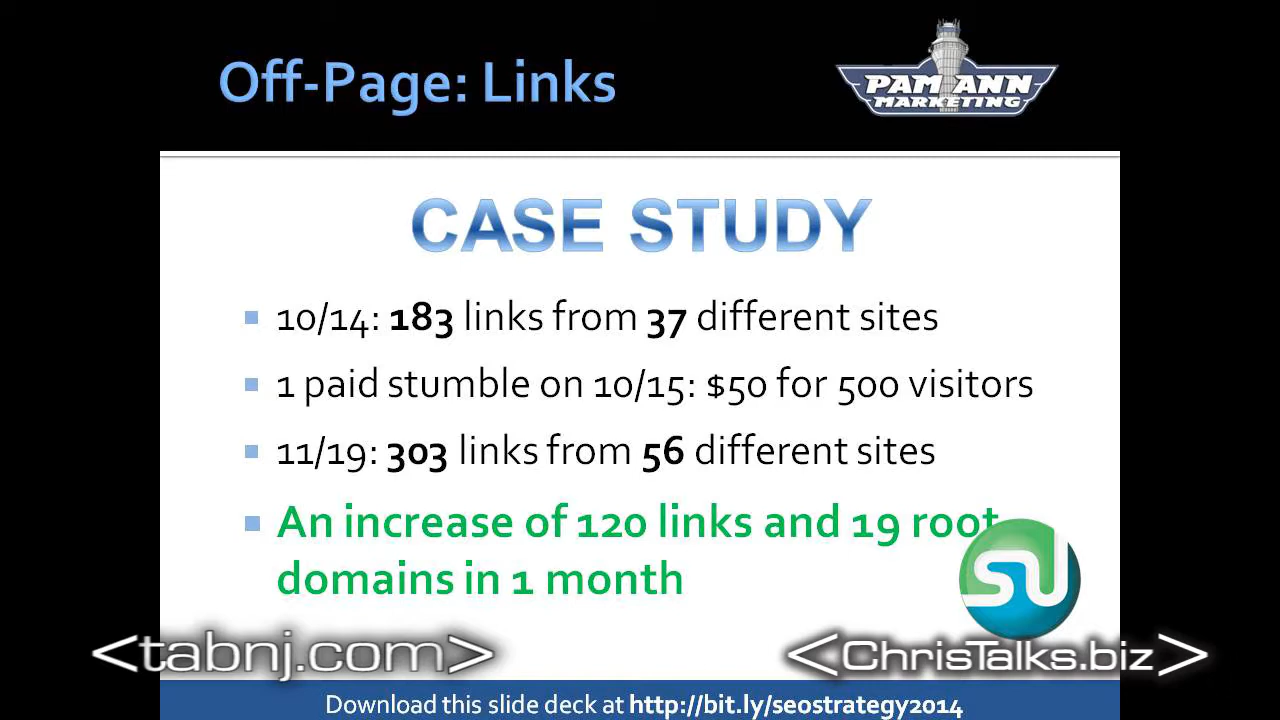 Off-Page: Links
PAM ANN
MARKETING
CASE STUDY
10/14: 183 links from 37 different sites
1 paid stumble on 10/15: $50 for 500 visitors
11/19: 303 links from 56 different sites
An increase of 120 links and 19 root
domains in 1 month
su
<tabnj.com>
<ChrisTalks.biz>
Download this slide deck at http://bit.ly/seostrategy2014